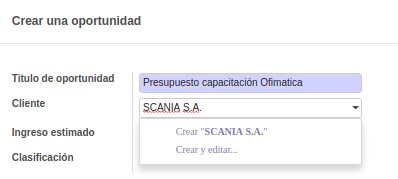 Crear una oportunidad
Título de oportunidad Presupuesto capacitación Ofimatica
Cliente SCANIA S.A.
Ingreso estimado Crear "SCANIA S.A."
Crear y editar...
Clasificación